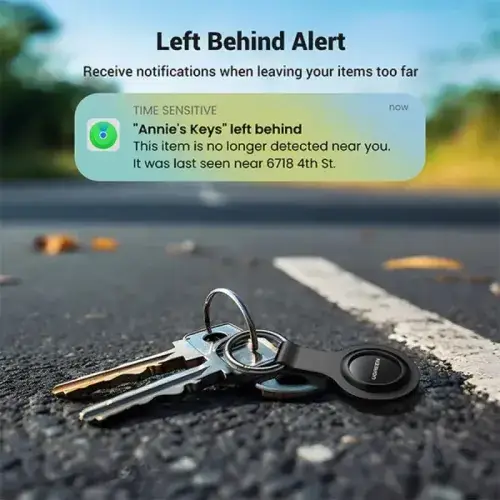 Left Behind Alert
Receive notifications when leaving your items too far
TIME SENSITIVE
now
"Annie's Keys" left behind
This item is no longer detected near you.
It was last seen near 6718 4th St.
UGREEN